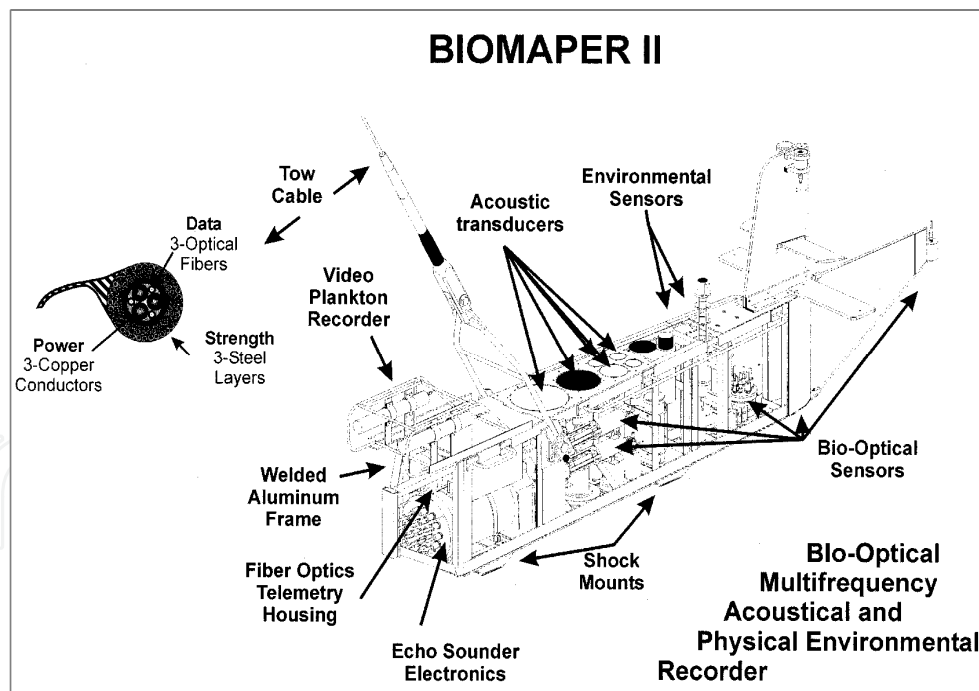 BIOMAPER II
Tow
Cable
Data
3-Optical
Fibers
Power
3-Copper
Conductors
Strength
3-Steel
Layers
Video
Plankton
Recorder
Acoustic
transducers
Environmental
Sensors
Welded
Aluminum
Frame
Fiber Optics
Telemetry
Housing
Echo Sounder
Electronics
Shock
Mounts
Bio-Optical
Sensors
BIo-Optical
Multifrequency
Acoustical and
Physical Environmental
Recorder